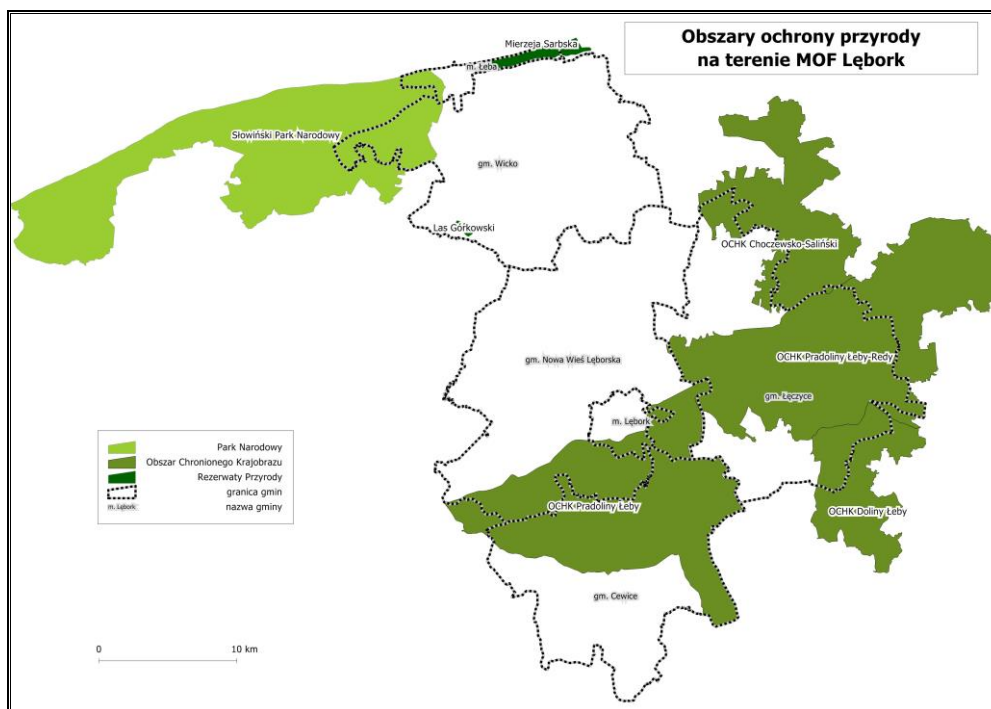 Obszary ochrony przyrody
na terenie MOF Lębork
Mierzeja Sarbska
m. Łeba
Słowiński Park Narodowy
gm. Wicko
Las Górkowski
OCHK Choczewsko-Saliński
gm. Nowa Wieś Lęborska
OCHK Pradoliny Łeby-Redy
gm. Łęczyce
m. Lębork
OCHK Pradoliny Łeby
OCHK Doliny Łeby
gm. Cewice
Park Narodowy
Obszar Chronionego Krajobrazu
Rezerwaty Przyrody
granica gmin
m. Lębork nazwa gminy
0 10 km